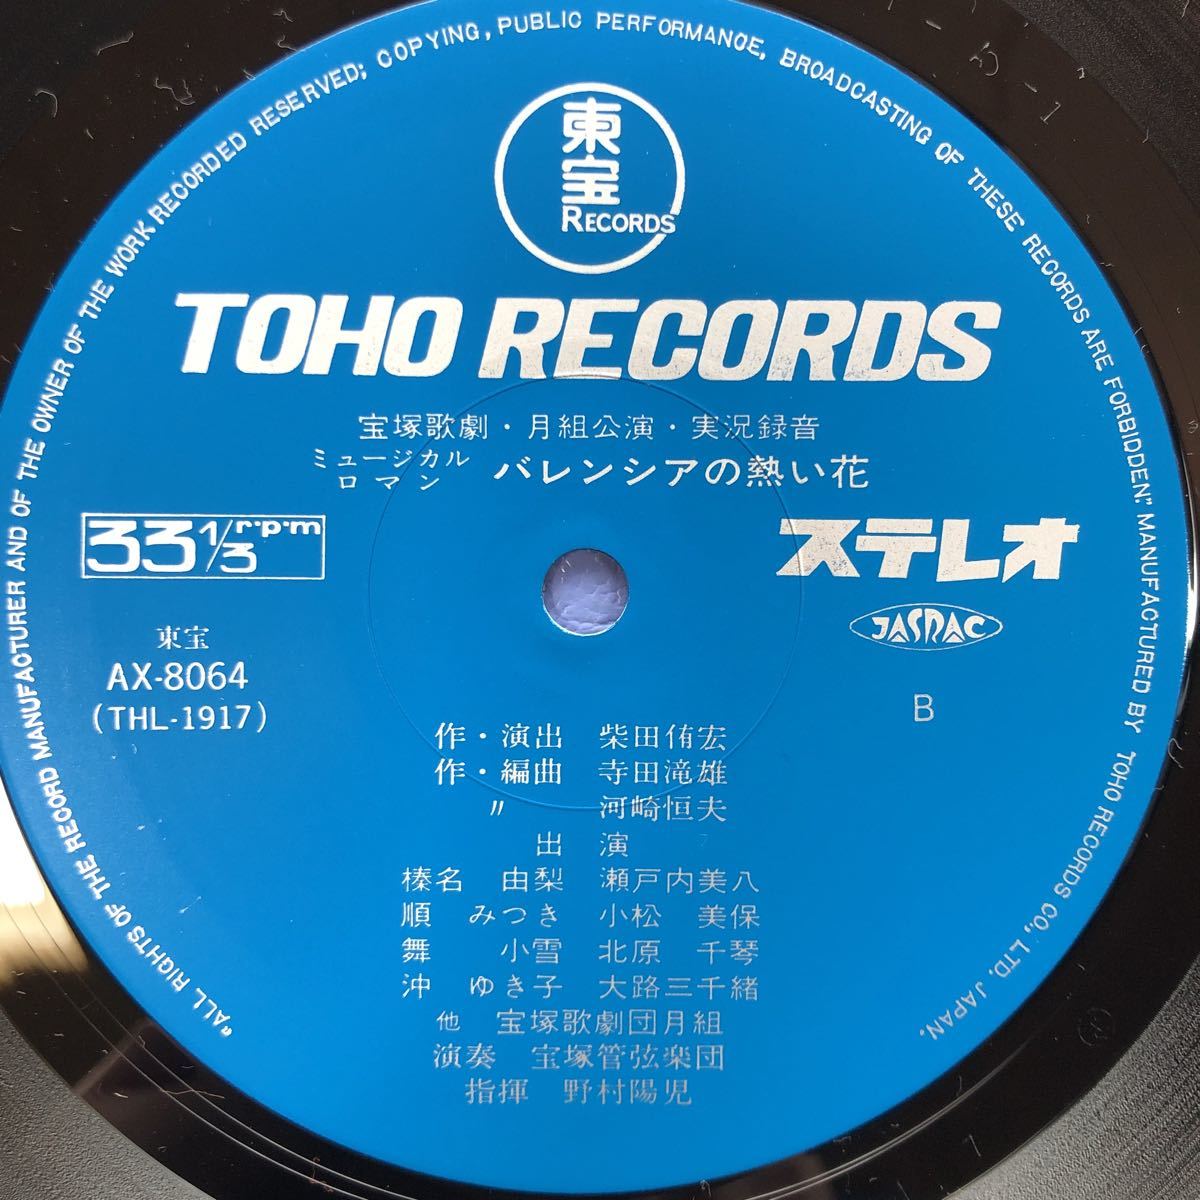 "ALL RIGHTS OF THE RECORD MANUFACTURER AND OF THE OWNER OF THE WORK RECORDED RESERVED; COPYING, PUBLIC PERFORMANCE, BROADCASTING OF THESE RECORDS ARE FORBIDDEN." MANUFACTURED BY TOHO RECORDS CO., LTD. JAPAN.
東宝
RECORDS
TOHO RECORDS
宝塚歌劇・月組公演・実況録音
ミュージカル
ロマン バレンシアの熱い花
33 1/3 r.p.m
ステレオ
JASRAC
東宝
AX-8064
(THL-1917)
B
作・演出 柴田侑宏
作・編曲 寺田滝雄
〃 河崎恒夫
出演
榛名 由梨 瀬戸内美八
順 みつき 小松 美保
舞 小雪 北原 千琴
沖 ゆき子 大路三千緒
他 宝塚歌劇団月組
演奏 宝塚管弦楽団
指揮 野村陽児